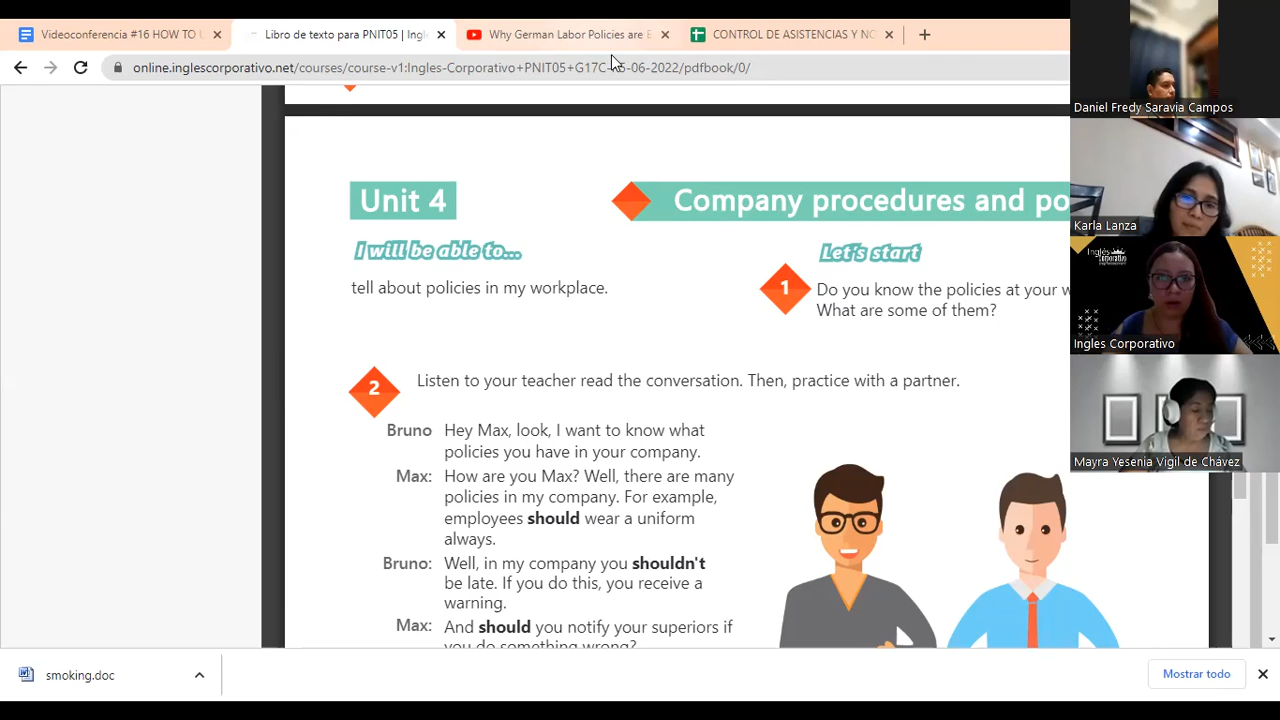 Videoconferencia #16 HOW TO U
Libro de texto para PNIT05 | Ingl
Why German Labor Policies are B
CONTROL DE ASISTENCIAS Y NO
online.inglescorporativo.net/courses/course-v1:Ingles-Corporativo+PNIT05+G17C-
-06-2022/pdfbook/0/
Unit 4
Company procedures and po
I will be able to...
Let's start
tell about policies in my workplace.
1
Do you know the policies at your w
What are some of them?
2
Listen to your teacher read the conversation. Then, practice with a partner.
Bruno
Hey Max, look, I want to know what
policies you have in your company.
Max:
How are you Max? Well, there are many
policies in my company. For example,
employees should wear a uniform
always.
Bruno:
Well, in my company you shouldn't
be late. If you do this, you receive a
warning.
Max:
And should you notify your superiors if
you do something wrong?
Daniel Fredy Saravia Campos
Karla Lanza
Inglés
Corporativo
Ingles Corporativo
Mayra Yesenia Vigil de Chávez
smoking.doc
Mostrar todo